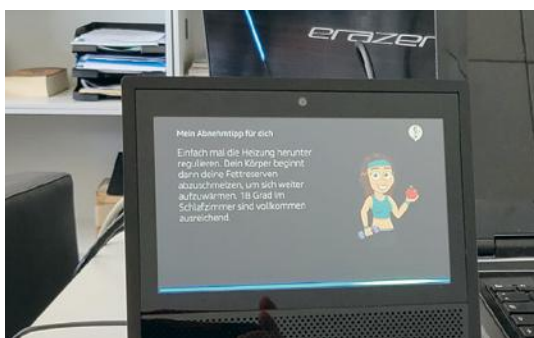 erazer
Mein Abnehmtipp für dich
Einfach mal die Heizung herunter
regulieren. Dein Körper beginnt
dann deine Fettreserven
abzuschmelzen, um sich weiter
aufzuwärmen. 18 Grad im
Schlafzimmer sind vollkommen
ausreichend.